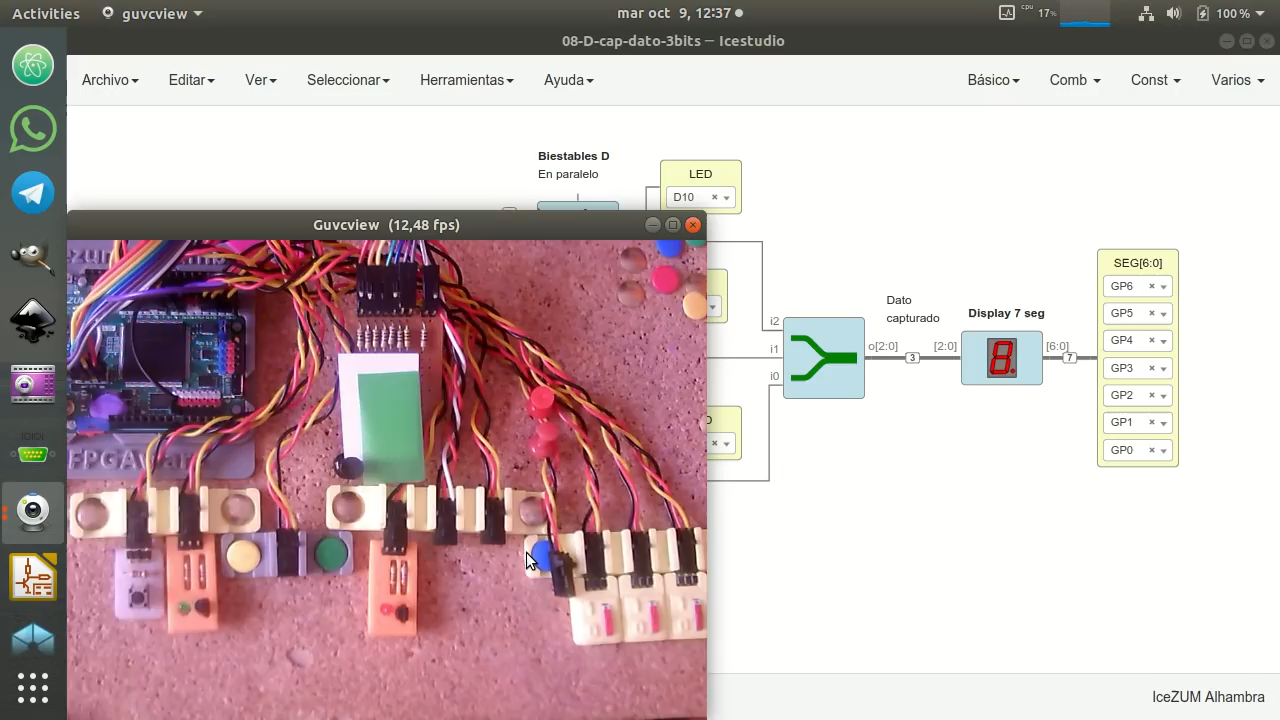 Activities guvcview mar oct 9, 12:37 cpu 17% 100 %
08-D-cap-dato-3bits – Icestudio
Archivo Editar Ver Seleccionar Herramientas Ayuda Básico Comb Const Varios
Biestables D
En paralelo
LED
D10
Guvcview (12,48 fps)
SEG[6:0]
GP6
GP5
GP4
GP3
GP2
GP1
GP0
Dato
capturado
Display 7 seg
i2
i1
i0
o[2:0]
3
[2:0]
[6:0]
7
FPGAwars
IceZUM Alhambra